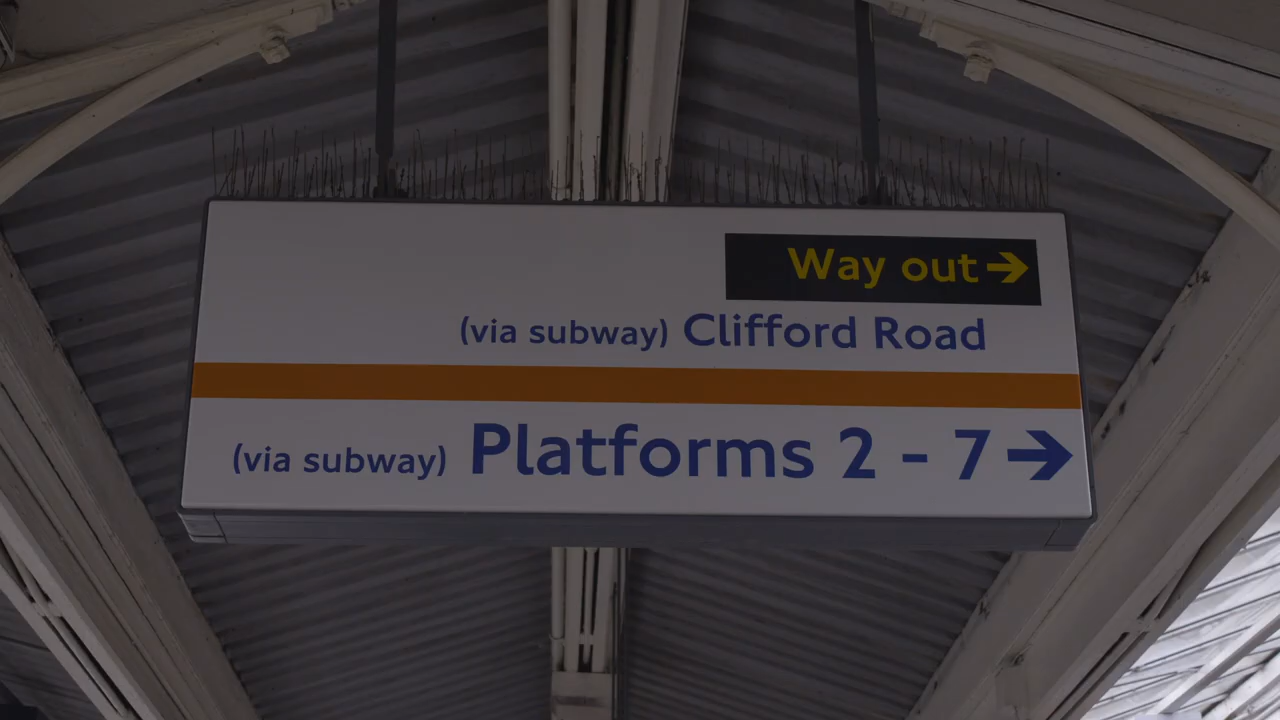 Way out →
(via subway) Clifford Road
(via subway) Platforms 2 - 7 →